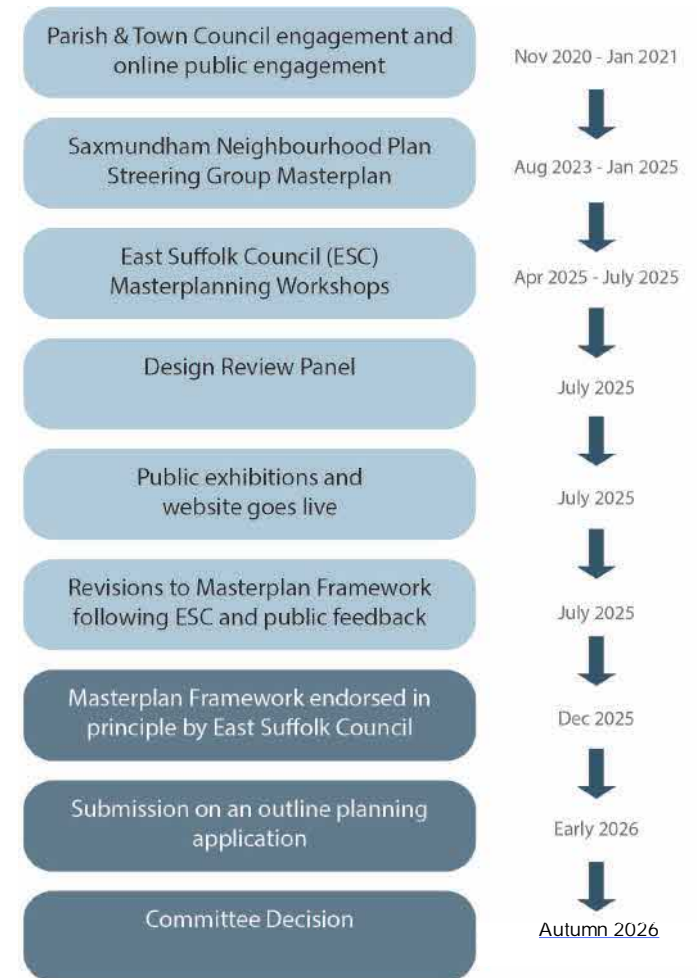 Parish & Town Council engagement and
online public engagement
Nov 2020 - Jan 2021
Saxmundham Neighbourhood Plan
Streering Group Masterplan
Aug 2023 - Jan 2025
East Suffolk Council (ESC)
Masterplanning Workshops
Apr 2025 - July 2025
Design Review Panel
July 2025
Public exhibitions and
website goes live
July 2025
Revisions to Masterplan Framework
following ESC and public feedback
July 2025
Masterplan Framework endorsed in
principle by East Suffolk Council
Dec 2025
Submission on an outline planning
application
Early 2026
Committee Decision
Autumn 2026